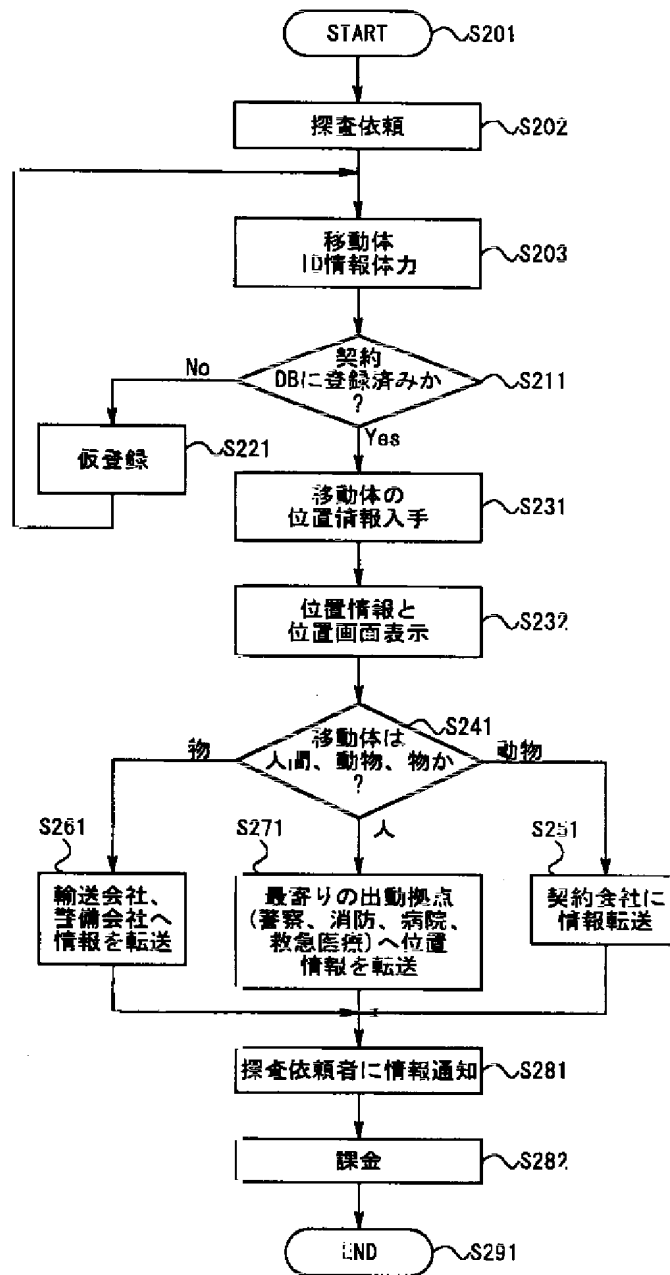 START
S201
探査依頼
S202
移動体
ID情報体力
S203
契約
DBに登録済みか
?
S211
No
Yes
仮登録
S221
移動体の
位置情報入手
S231
位置情報と
位置画面表示
S232
S241
移動体は
人間、動物、物か
?
物
動物
人
S261
輸送会社、
警備会社へ
情報を転送
S271
最寄りの出動拠点
(警察、消防、病院、
救急医療)へ位置
情報を転送
S251
契約会社に
情報転送
探査依頼者に情報通知
S281
課金
S282
END
S291